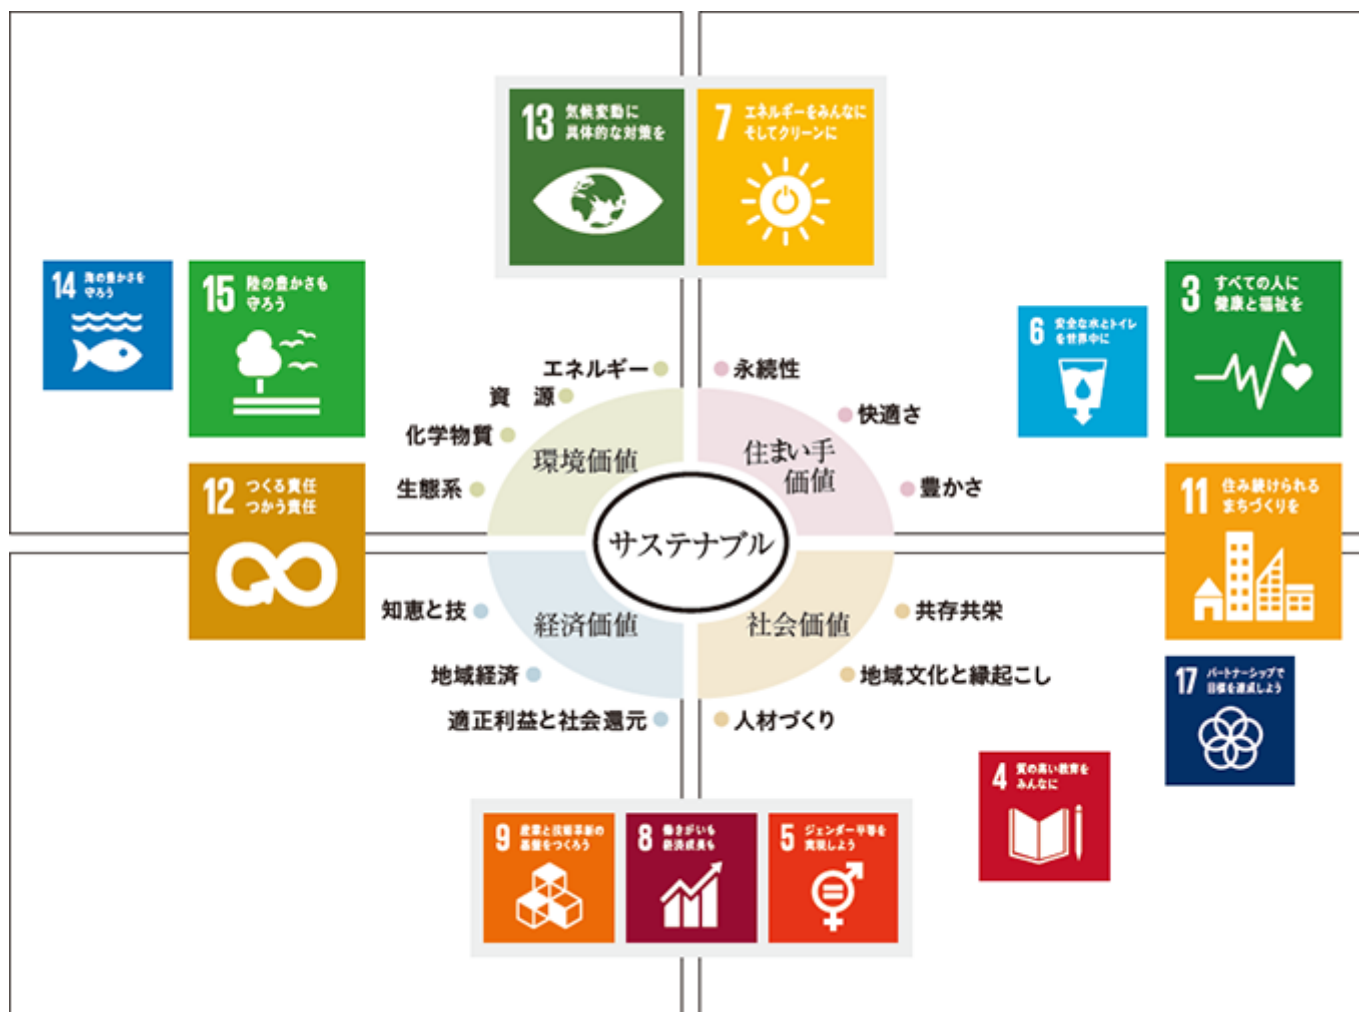 13 気候変動に
具体的な対策を
7 エネルギーをみんなに
そしてクリーンに
14 海の豊かさを
守ろう
15 陸の豊かさも
守ろう
6 安全な水とトイレ
を世界中に
3 すべての人に
健康と福祉を
エネルギー
資　源
化学物質
生態系
環境価値
永続性
快適さ
豊かさ
住まい手
価値
サステナブル
12 つくる責任
つかう責任
11 住み続けられる
まちづくりを
知恵と技
地域経済
適正利益と社会還元
経済価値
社会価値
共存共栄
地域文化と縁起こし
人材づくり
17 パートナーシップで
目標を達成しよう
4 質の高い教育を
みんなに
9 産業と技術革新の
基盤をつくろう
8 働きがいも
経済成長も
5 ジェンダー平等を
実現しよう